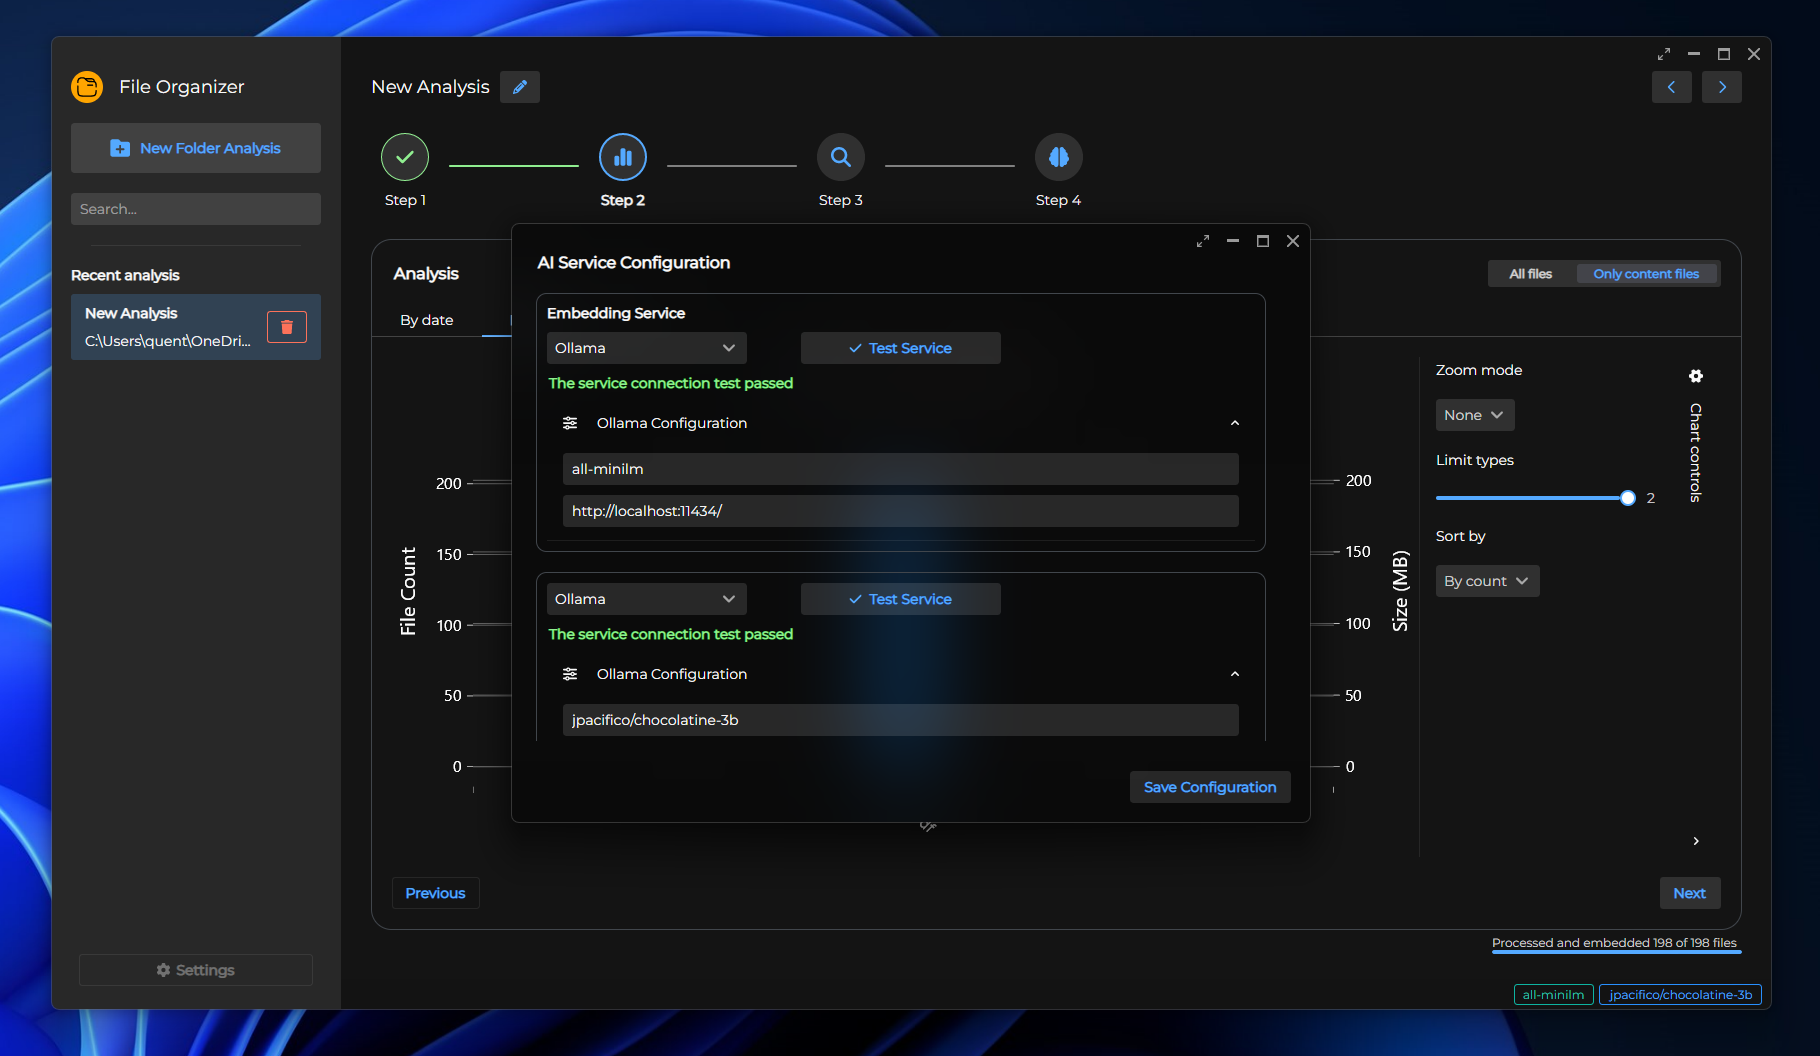 File Organizer
New Folder Analysis
Search...
Recent analysis
New Analysis
C:\Users\quent\OneDri...
Settings
New Analysis
Step 1
Step 2
Step 3
Step 4
Analysis
All files
Only content files
By date
200
150
100
50
0
File Count
200
150
100
50
0
Size (MB)
Zoom mode
None
Limit types
2
Sort by
By count
Chart controls
Previous
Next
Processed and embedded 198 of 198 files
all-minilm
jpacifico/chocolatine-3b
AI Service Configuration
Embedding Service
Ollama
Test Service
The service connection test passed
Ollama Configuration
all-minilm
http://localhost:11434/
Ollama
Test Service
The service connection test passed
Ollama Configuration
jpacifico/chocolatine-3b
Save Configuration